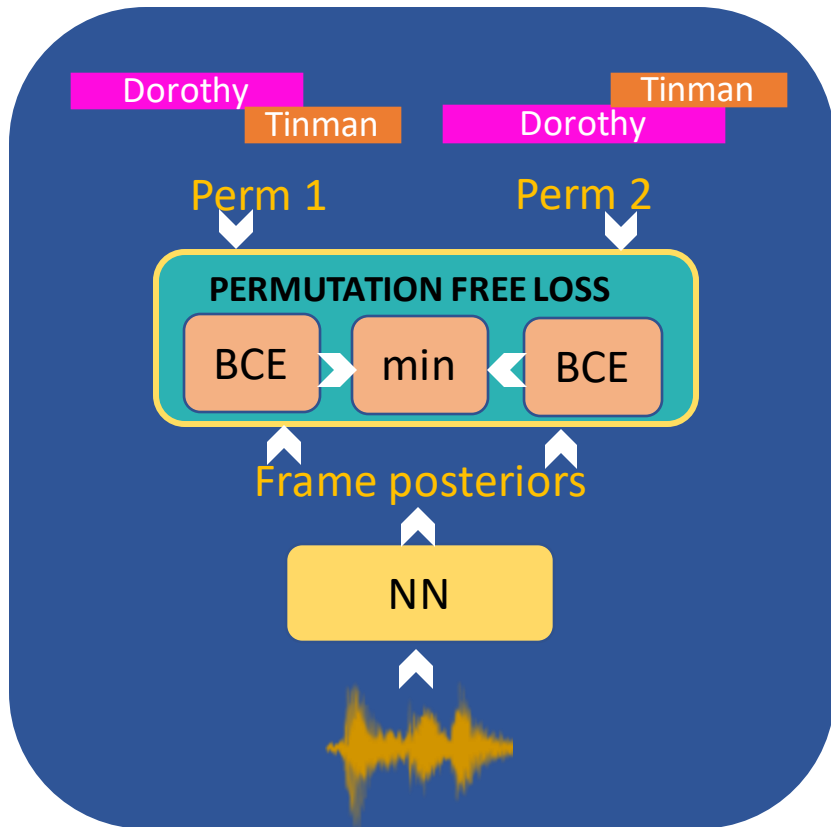 Dorothy
Tinman
Tinman
Dorothy
Perm 1
Perm 2
PERMUTATION FREE LOSS
BCE
min
BCE
Frame posteriors
NN